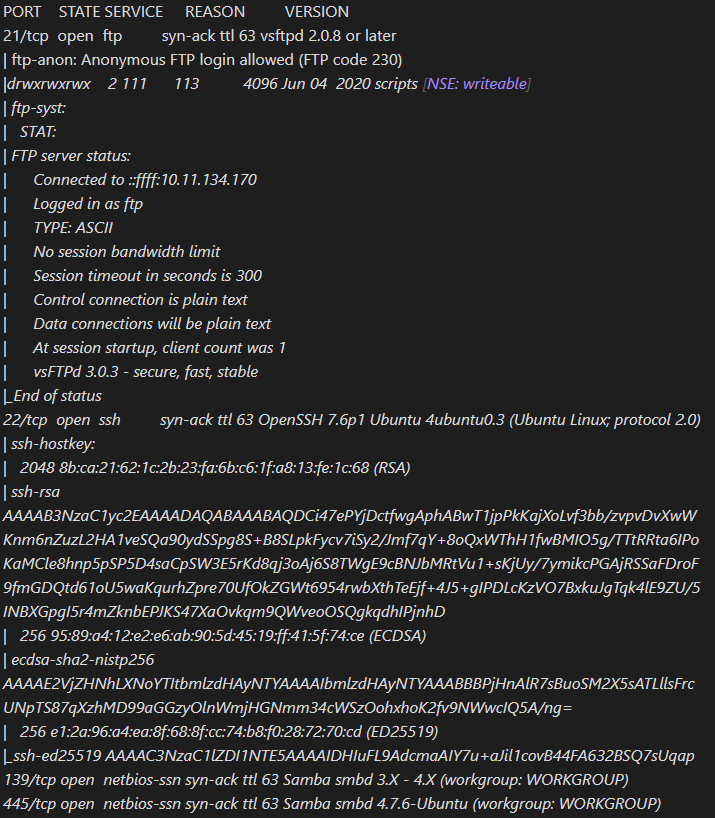 PORT STATE SERVICE REASON VERSION
21/tcp open ftp syn-ack ttl 63 vsftpd 2.0.8 or later
| ftp-anon: Anonymous FTP login allowed (FTP code 230)
|drwxrwxrwx 2 111 113 4096 Jun 04 2020 scripts [NSE: writeable]
| ftp-syst:
| STAT:
| FTP server status:
| Connected to ::ffff:10.11.134.170
| Logged in as ftp
| TYPE: ASCII
| No session bandwidth limit
| Session timeout in seconds is 300
| Control connection is plain text
| Data connections will be plain text
| At session startup, client count was 1
| vsFTPd 3.0.3 - secure, fast, stable
|_End of status
22/tcp open ssh syn-ack ttl 63 OpenSSH 7.6p1 Ubuntu 4ubuntu0.3 (Ubuntu Linux; protocol 2.0)
| ssh-hostkey:
| 2048 8b:ca:21:62:1c:2b:23:fa:6b:c6:1f:a8:13:fe:1c:68 (RSA)
| ssh-rsa
AAAAB3NzaC1yc2EAAAADAQABAAABAQDCi47ePYjDctfwgAphABwT1jpPkKajXoLvf3bb/zvpvDvXwW
Knm6nZuzL2HA1veSQa90ydSSpg8S+B8SLpkFycv7iSy2/Jmf7qY+8oQxWThH1fwBMIO5g/TTtRRta6IPo
KaMCle8hnp5pSP5D4saCpSW3E5rKd8qj3oAj6S8TWgE9cBNJbMRtVu1+sKjUy/7ymikcPGAjRSSaFDroF
9fmGDQtd61oU5waKqurhZpre70UfOkZGWt6954rwbXthTeEjf+4J5+gIPDLcKzVO7BxkuJgTqk4lE9ZU/5
INBXGpgI5r4mZknbEPJKS47XaOvkqm9QWveoOSQgkqdhIPjnhD
| 256 95:89:a4:12:e2:e6:ab:90:5d:45:19:ff:41:5f:74:ce (ECDSA)
| ecdsa-sha2-nistp256
AAAAE2VjZHNhLXNoYTItbmlzdHAyNTYAAAAIbmlzdHAyNTYAAABBBPjHnAlR7sBuoSM2X5sATLllsFrc
UNpTS87qXzhMD99aGGzyOlnWmjHGNmm34cWSzOohxhoK2fv9NWwcIQ5A/ng=
| 256 e1:2a:96:a4:ea:8f:68:8f:cc:74:b8:f0:28:72:70:cd (ED25519)
|_ssh-ed25519 AAAAC3NzaC1lZDI1NTE5AAAAIDHIuFL9AdcmaAIY7u+aJil1covB44FA632BSQ7sUqap
139/tcp open netbios-ssn syn-ack ttl 63 Samba smbd 3.X - 4.X (workgroup: WORKGROUP)
445/tcp open netbios-ssn syn-ack ttl 63 Samba smbd 4.7.6-Ubuntu (workgroup: WORKGROUP)